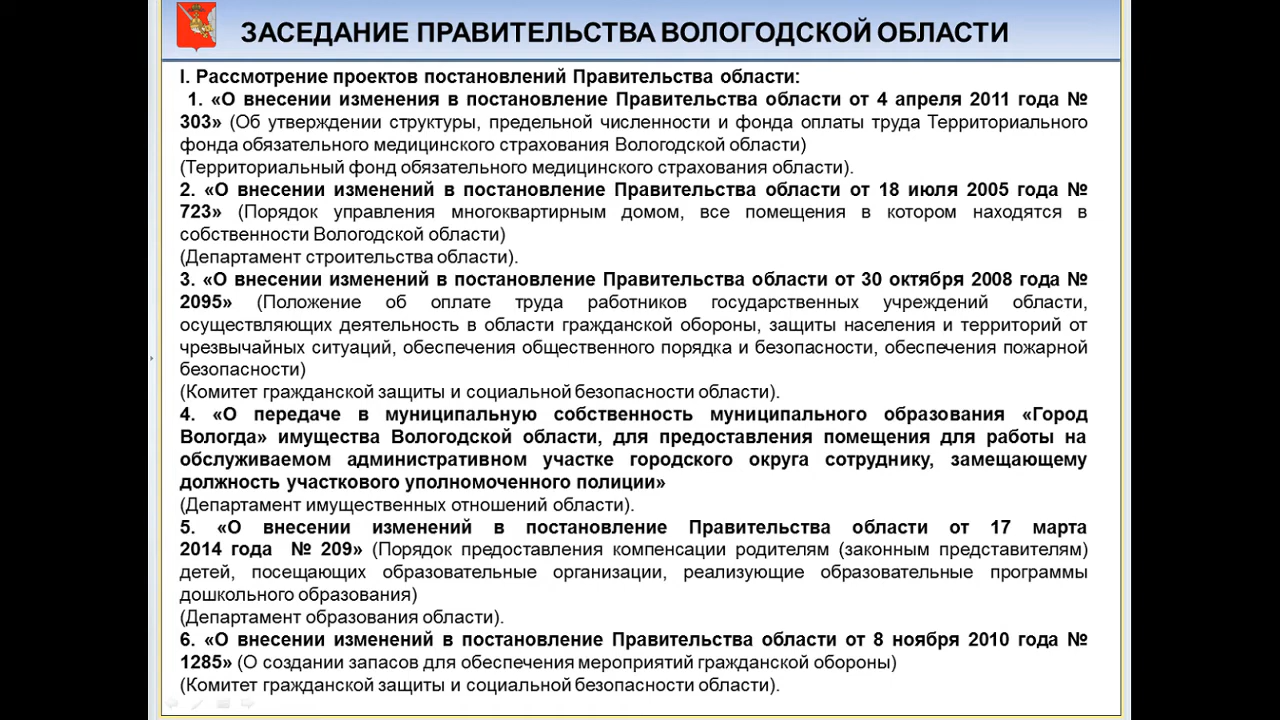 ЗАСЕДАНИЕ ПРАВИТЕЛЬСТВА ВОЛОГОДСКОЙ ОБЛАСТИ
I. Рассмотрение проектов постановлений Правительства области:
1. «О внесении изменения в постановление Правительства области от 4 апреля 2011 года №
303» (Об утверждении структуры, предельной численности и фонда оплаты труда Территориального
фонда обязательного медицинского страхования Вологодской области)
(Территориальный фонд обязательного медицинского страхования области).
2. «О внесении изменений в постановление Правительства области от 18 июля 2005 года №
723» (Порядок управления многоквартирным домом, все помещения в котором находятся в
собственности Вологодской области)
(Департамент строительства области).
3. «О внесении изменений в постановление Правительства области от 30 октября 2008 года №
2095» (Положение об оплате труда работников государственных учреждений области,
осуществляющих деятельность в области гражданской обороны, защиты населения и территорий от
чрезвычайных ситуаций, обеспечения общественного порядка и безопасности, обеспечения пожарной
безопасности)
(Комитет гражданской защиты и социальной безопасности области).
4. «О передаче в муниципальную собственность муниципального образования «Город
Вологда» имущества Вологодской области, для предоставления помещения для работы на
обслуживаемом административном участке городского округа сотруднику, замещающему
должность участкового уполномоченного полиции»
(Департамент имущественных отношений области).
5. «О внесении изменений в постановление Правительства области от 17 марта
2014 года № 209» (Порядок предоставления компенсации родителям (законным представителям)
детей, посещающих образовательные организации, реализующие образовательные программы
дошкольного образования)
(Департамент образования области).
6. «О внесении изменений в постановление Правительства области от 8 ноября 2010 года №
1285» (О создании запасов для обеспечения мероприятий гражданской обороны)
(Комитет гражданской защиты и социальной безопасности области).